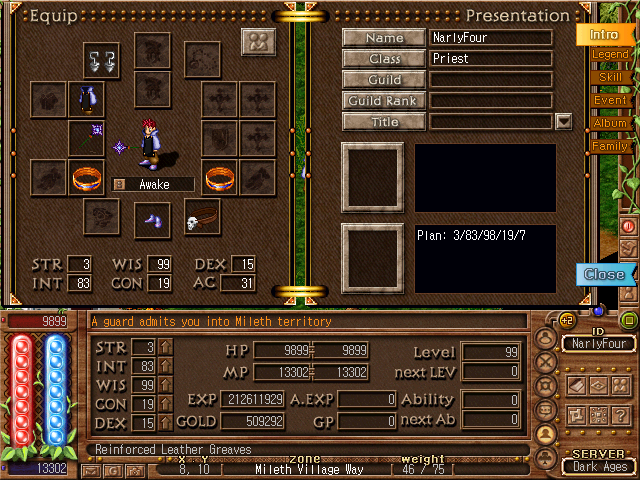 Equip
Presentation
Name NarlyFour
Class Priest
Guild
Guild Rank
Title
Intro
Legend
Skill
Event
Album
Family
Awake
Plan: 3/83/98/19/7
STR 3 WIS 99 DEX 15
INT 83 CON 19 AC 31
Close
9899
A guard admits you into Mileth territory
+2
ID
NarlyFour
STR 3
INT 83
WIS 99
CON 19
DEX 15
HP 9899 9899
MP 13302 13302
EXP 212611929 A.EXP 0
GOLD 509292 GP 0
Level 99
next LEV 0
Ability 0
next Ab 0
Reinforced Leather Greaves
X Y zone weight
13302 8, 10 Mileth Village Way 46 / 75
SERVER
Dark Ages